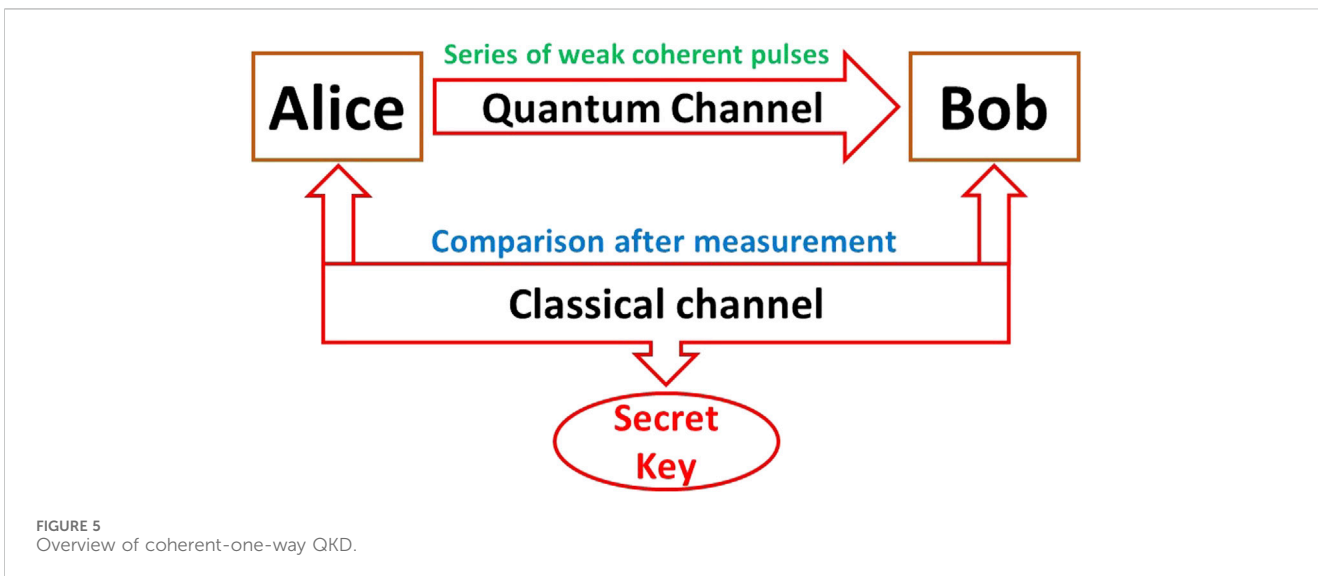 Series of weak coherent pulses
Alice
Quantum Channel
Bob
Comparison after measurement
Classical channel
Secret
Key
FIGURE 5
Overview of coherent-one-way QKD.